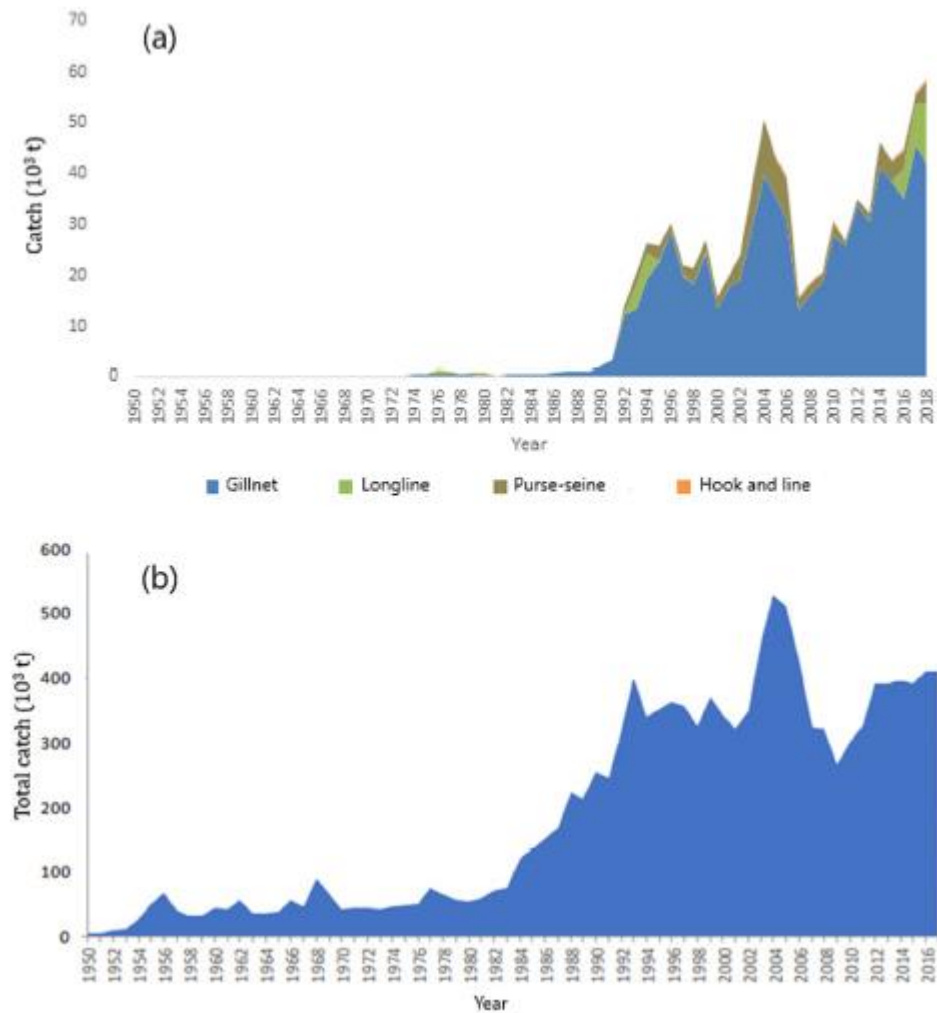 (a)
70
60
50
40
30
20
10
0
Catch (10³ t)
1950 1952 1954 1956 1958 1960 1962 1964 1966 1968 1970 1972 1974 1976 1978 1980 1982 1984 1986 1988 1990 1992 1994 1996 1998 2000 2002 2004 2006 2008 2010 2012 2014 2016 2018
Year
Gillnet Longline Purse-seine Hook and line
(b)
600
500
400
300
200
100
0
Total catch (10³ t)
1950 1952 1954 1956 1958 1960 1962 1964 1966 1968 1970 1972 1974 1976 1978 1980 1982 1984 1986 1988 1990 1992 1994 1996 1998 2000 2002 2004 2006 2008 2010 2012 2014 2016
Year